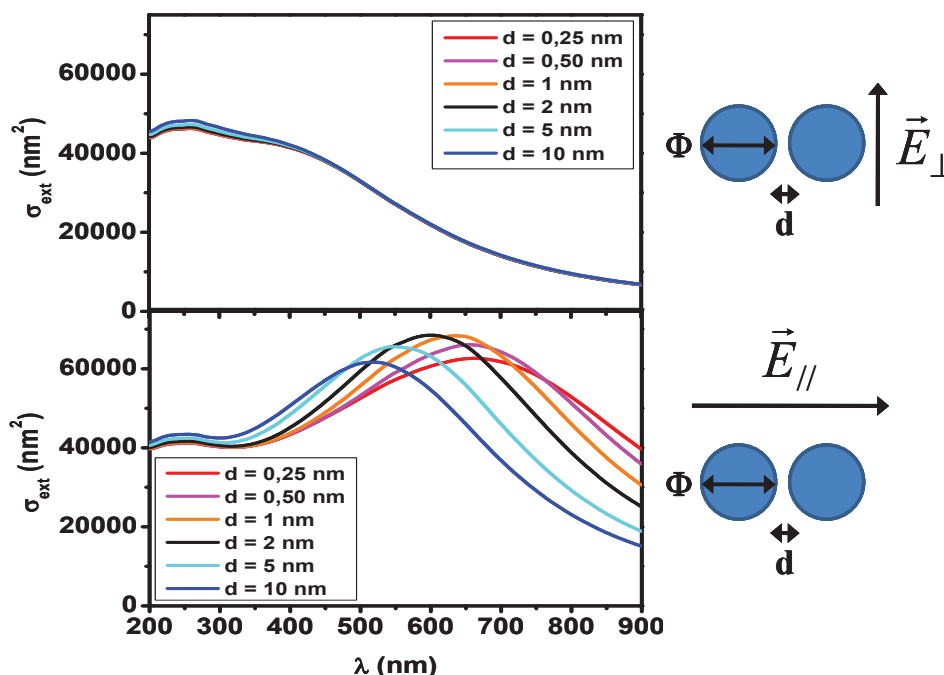 60000
40000
20000
0
σext (nm²)
d = 0,25 nm
d = 0,50 nm
d = 1 nm
d = 2 nm
d = 5 nm
d = 10 nm
Φ
d
E⊥
60000
40000
20000
0
σext (nm²)
d = 0,25 nm
d = 0,50 nm
d = 1 nm
d = 2 nm
d = 5 nm
d = 10 nm
200 300 400 500 600 700 800 900
λ (nm)
E//
Φ
d